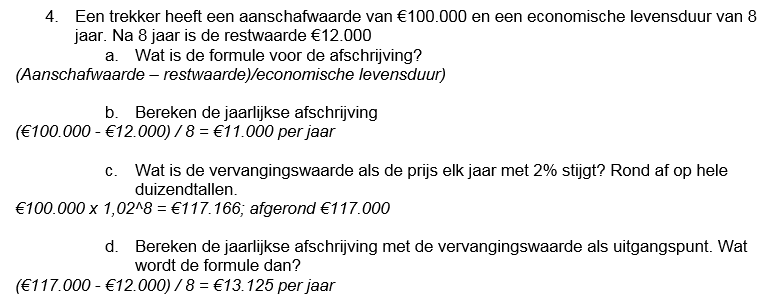 4. Een trekker heeft een aanschafwaarde van €100.000 en een economische levensduur van 8
jaar. Na 8 jaar is de restwaarde €12.000
a. Wat is de formule voor de afschrijving?
(Aanschafwaarde – restwaarde)/economische levensduur)
b. Bereken de jaarlijkse afschrijving
(€100.000 - €12.000) / 8 = €11.000 per jaar
c. Wat is de vervangingswaarde als de prijs elk jaar met 2% stijgt? Rond af op hele
duizendtallen.
€100.000 x 1,02^8 = €117.166; afgerond €117.000
d. Bereken de jaarlijkse afschrijving met de vervangingswaarde als uitgangspunt. Wat
wordt de formule dan?
(€117.000 - €12.000) / 8 = €13.125 per jaar